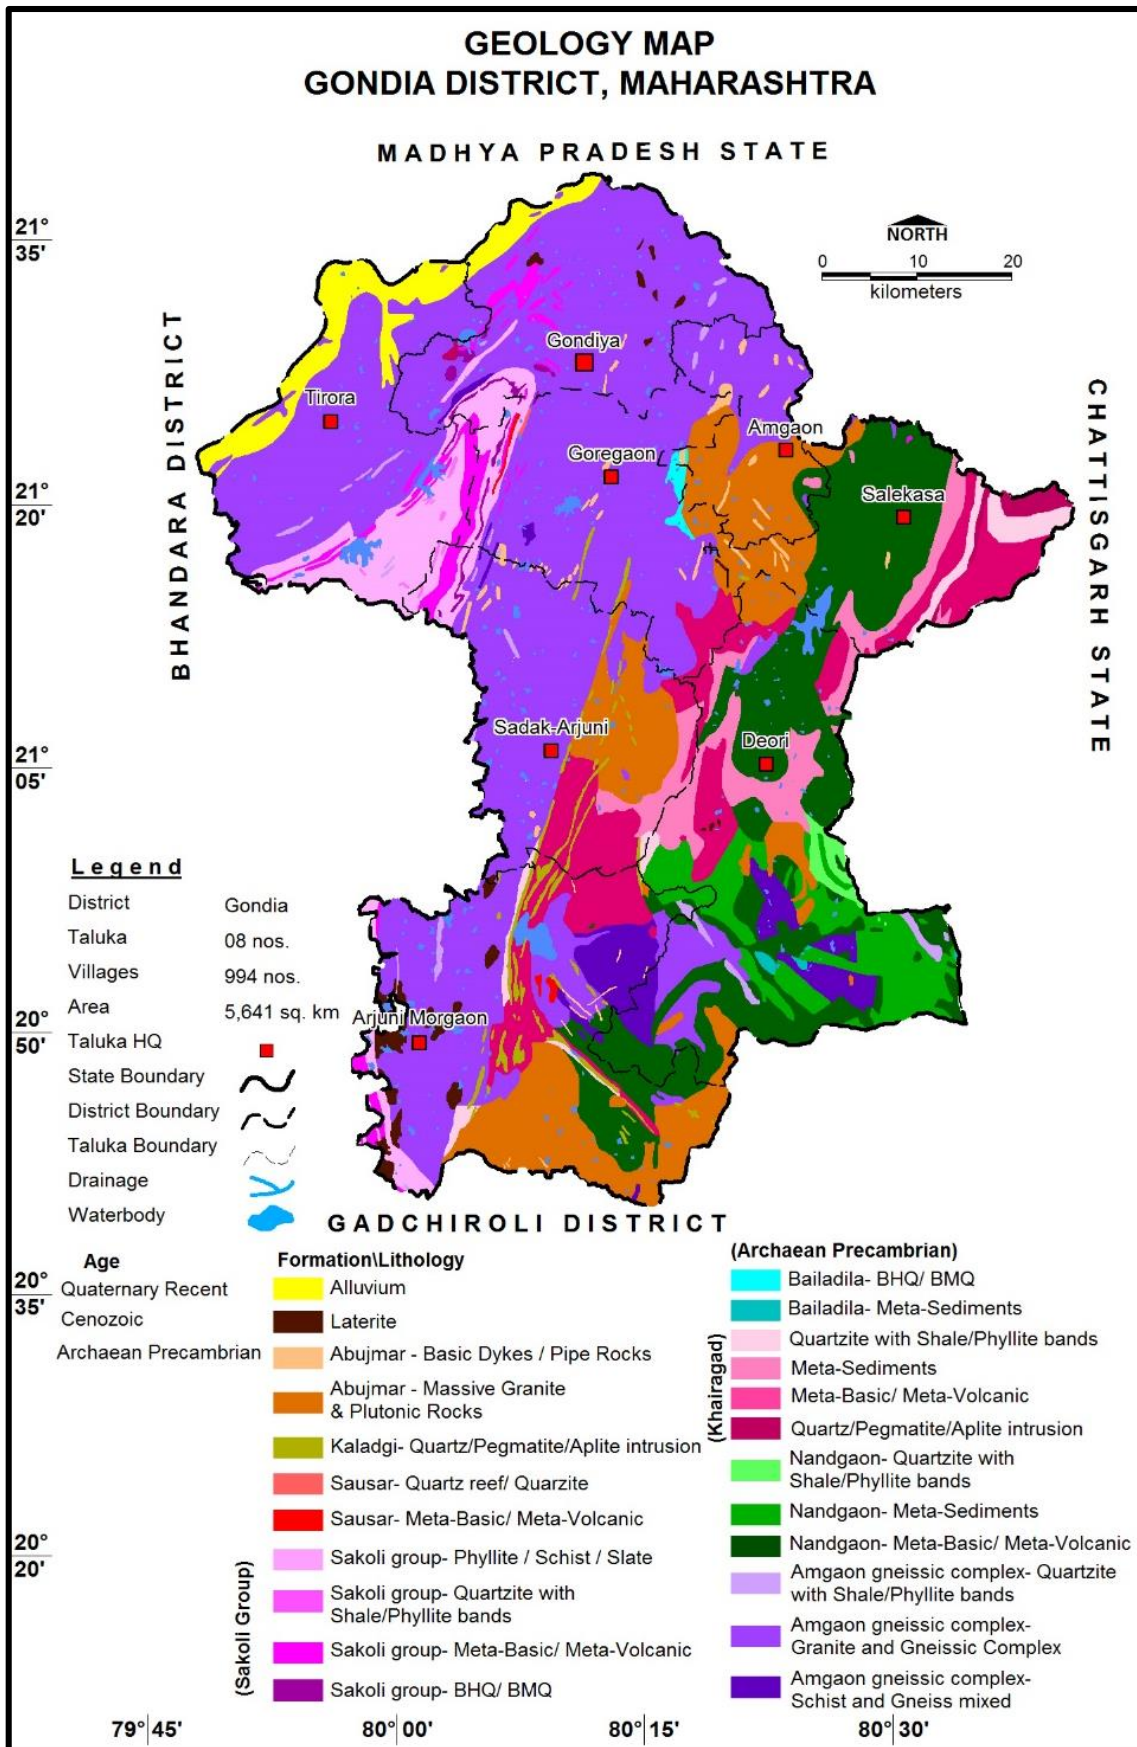 GEOLOGY MAP
GONDIA DISTRICT, MAHARASHTRA
MADHYA PRADESH STATE
21°
35'
NORTH
0 10 20
kilometers
BHANDARA DISTRICT
CHATTISGARH STATE
Gondiya
Tirora
Amgaon
Goregaon
Salekasa
21°
20'
Sadak-Arjuni
Deori
21°
05'
Legend
District Gondia
Taluka 08 nos.
Villages 994 nos.
Area 5,641 sq. km
Taluka HQ
State Boundary
District Boundary
Taluka Boundary
Drainage
Waterbody
Arjuni Morgaon
20°
50'
GADCHIROLI DISTRICT
20°
35'
20°
20'
Age
Quaternary Recent
Cenozoic
Archaean Precambrian
Formation\Lithology
Alluvium
Laterite
Abujmar - Basic Dykes / Pipe Rocks
Abujmar - Massive Granite
& Plutonic Rocks
Kaladgi- Quartz/Pegmatite/Aplite intrusion
Sausar- Quartz reef/ Quarzite
Sausar- Meta-Basic/ Meta-Volcanic
(Sakoli Group)
Sakoli group- Phyllite / Schist / Slate
Sakoli group- Quartzite with
Shale/Phyllite bands
Sakoli group- Meta-Basic/ Meta-Volcanic
Sakoli group- BHQ/ BMQ
(Archaean Precambrian)
Bailadila- BHQ/ BMQ
Bailadila- Meta-Sediments
(Khairagad)
Quartzite with Shale/Phyllite bands
Meta-Sediments
Meta-Basic/ Meta-Volcanic
Quartz/Pegmatite/Aplite intrusion
Nandgaon- Quartzite with
Shale/Phyllite bands
Nandgaon- Meta-Sediments
Nandgaon- Meta-Basic/ Meta-Volcanic
Amgaon gneissic complex- Quartzite
with Shale/Phyllite bands
Amgaon gneissic complex-
Granite and Gneissic Complex
Amgaon gneissic complex-
Schist and Gneiss mixed
79° 45' 80° 00' 80° 15' 80° 30'